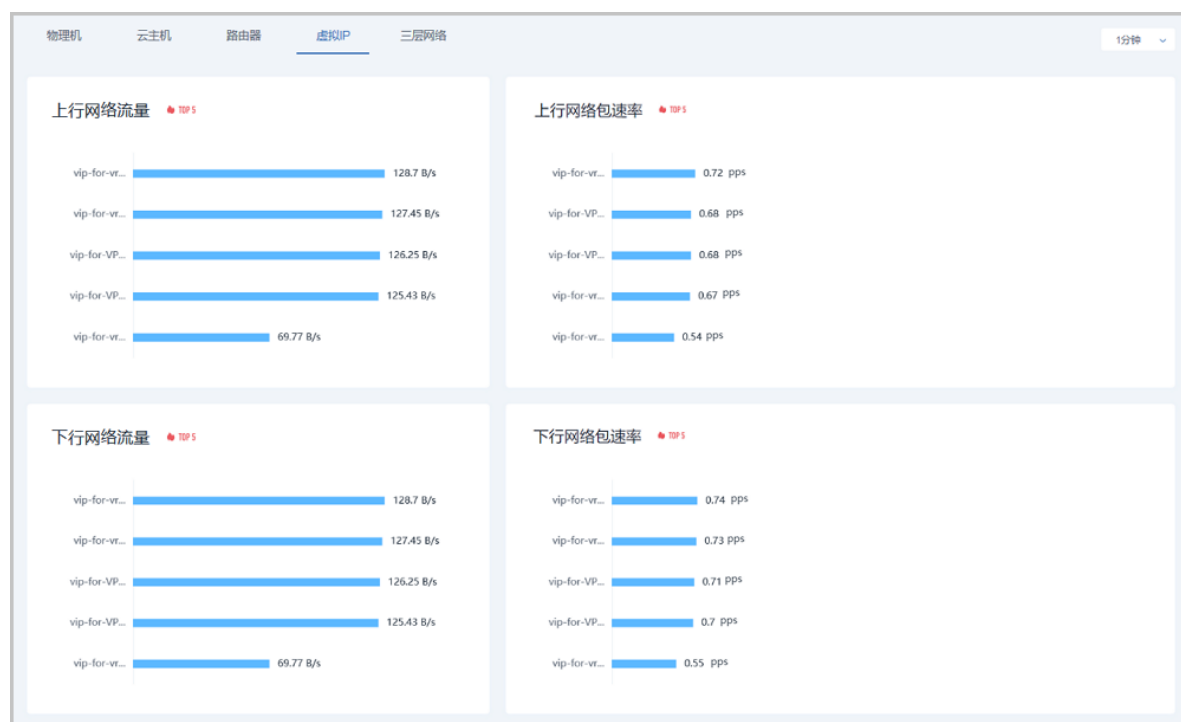 物理机 云主机 路由器 虚拟IP 三层网络 1分钟
上行网络流量 TOP 5
vip-for-vr... 128.7 B/s
vip-for-vr... 127.45 B/s
vip-for-VP... 126.25 B/s
vip-for-VP... 125.43 B/s
vip-for-vr... 69.77 B/s
上行网络包速率 TOP 5
vip-for-vr... 0.72 pps
vip-for-VP... 0.68 pps
vip-for-VP... 0.68 pps
vip-for-vr... 0.67 pps
vip-for-vr... 0.54 pps
下行网络流量 TOP 5
vip-for-vr... 128.7 B/s
vip-for-vr... 127.45 B/s
vip-for-VP... 126.25 B/s
vip-for-VP... 125.43 B/s
vip-for-vr... 69.77 B/s
下行网络包速率 TOP 5
vip-for-vr... 0.74 pps
vip-for-vr... 0.73 pps
vip-for-VP... 0.71 pps
vip-for-VP... 0.7 pps
vip-for-vr... 0.55 pps